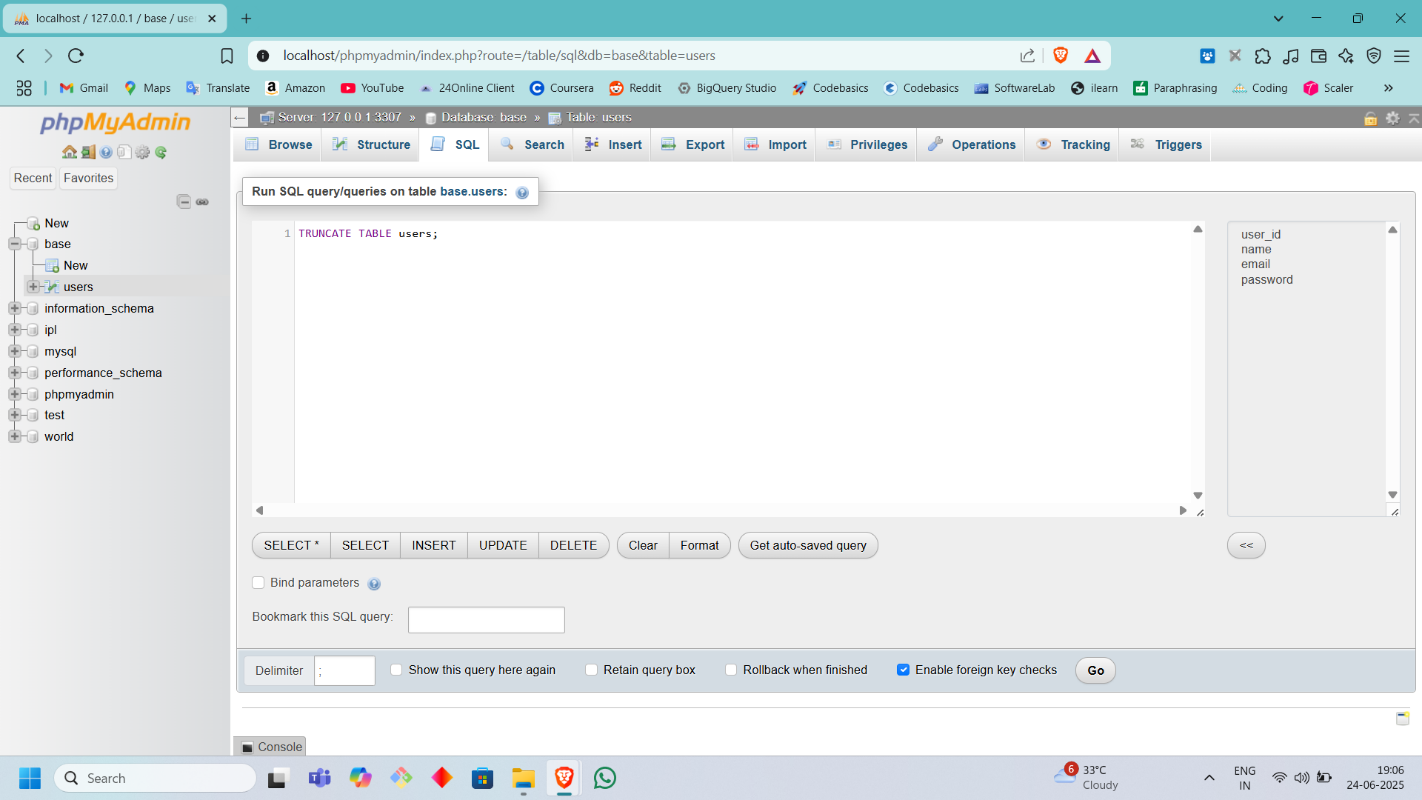 localhost / 127.0.0.1 / base / use
localhost/phpmyadmin/index.php?route=/table/sql&db=base&table=users
Gmail Maps Translate Amazon YouTube 24Online Client Coursera Reddit BigQuery Studio Codebasics Codebasics SoftwareLab ilearn Paraphrasing Coding Scaler »
phpMyAdmin
Recent Favorites
New
base
New
users
information_schema
ipl
mysql
performance_schema
phpmyadmin
test
world
Server: 127.0.0.1:3307 » Database: base » Table: users
Browse Structure SQL Search Insert Export Import Privileges Operations Tracking Triggers
Run SQL query/queries on table base.users:
1 TRUNCATE TABLE users;
user_id
name
email
password
SELECT * SELECT INSERT UPDATE DELETE Clear Format Get auto-saved query <<
Bind parameters
Bookmark this SQL query:
Delimiter ; Show this query here again Retain query box Rollback when finished Enable foreign key checks Go
Console
Search
6
33°C
Cloudy
ENG
IN
19:06
24-06-2025